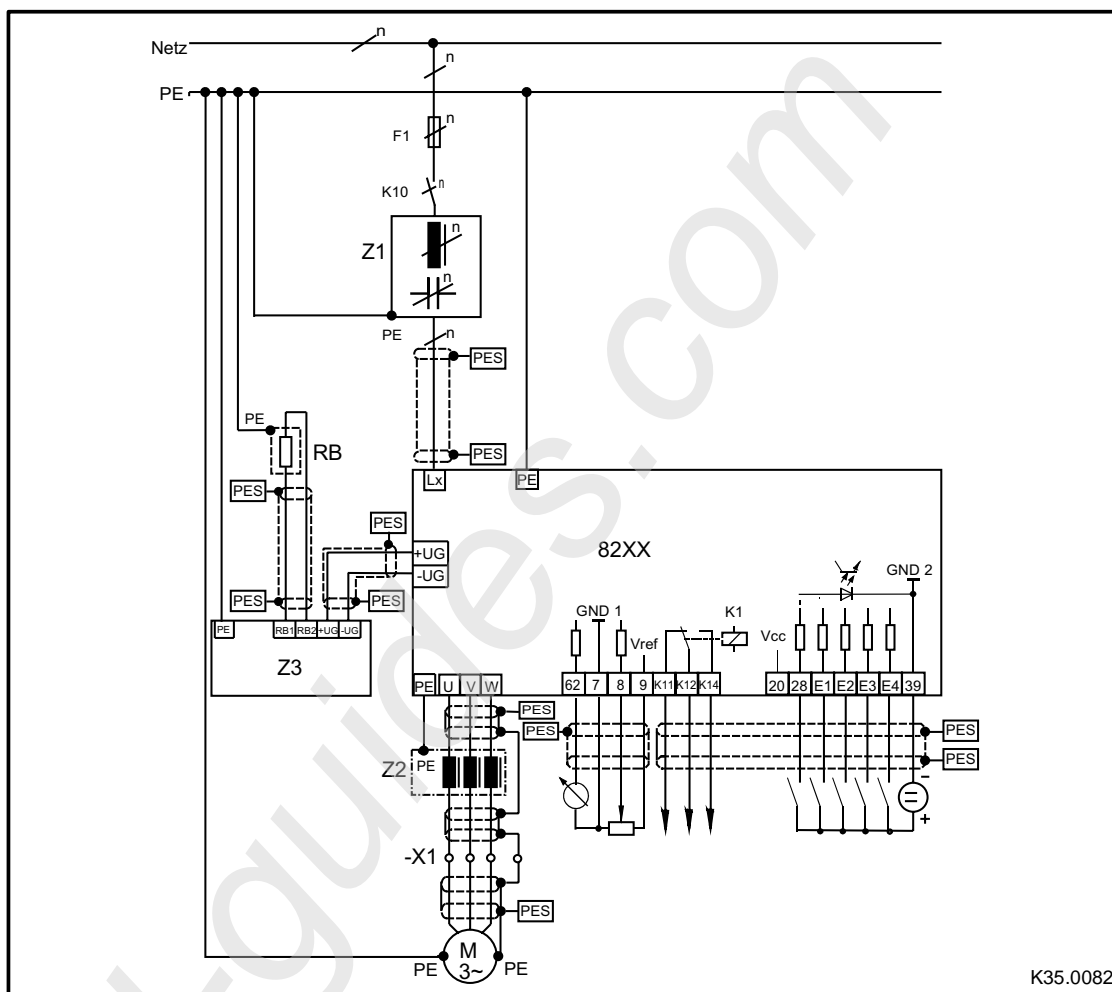 Netz
n
n
PE
F1
n
K10
n
Z1
n
n
PE
n
PES
PE
RB
PES
Lx
PE
PES
PES
+UG
-UG
82XX
GND 2
GND 1
K1
Vref
Vcc
PES
PES
PE
RB1
RB2
+UG
-UG
Z3
PE
U
V
W
62
7
8
9
K11
K12
K14
20
28
E1
E2
E3
E4
39
PES
PES
PES
PES
Z2
PE
-
+
-X1
PES
M
3~
PE
PE
K35.0082
-guides.com